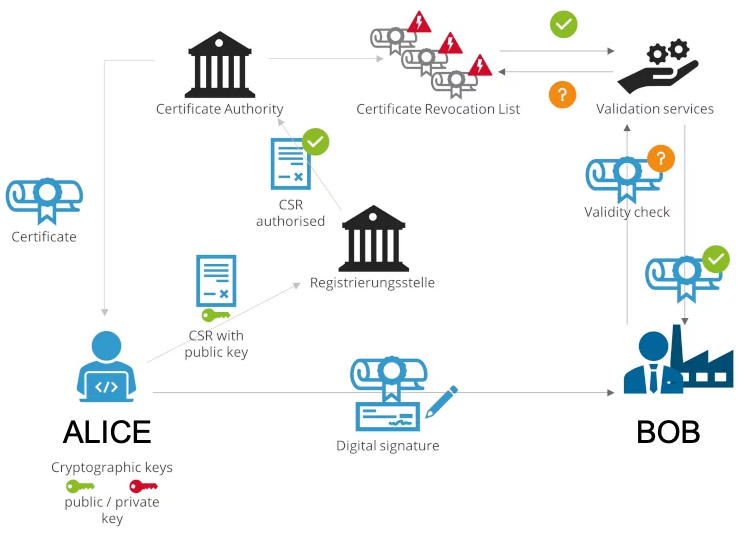 Certificate Authority
Certificate Revocation List
Validation services
CSR
authorised
Validity check
Certificate
Registrierungsstelle
CSR with
public key
ALICE
Digital signature
BOB
Cryptographic keys
public / private
key